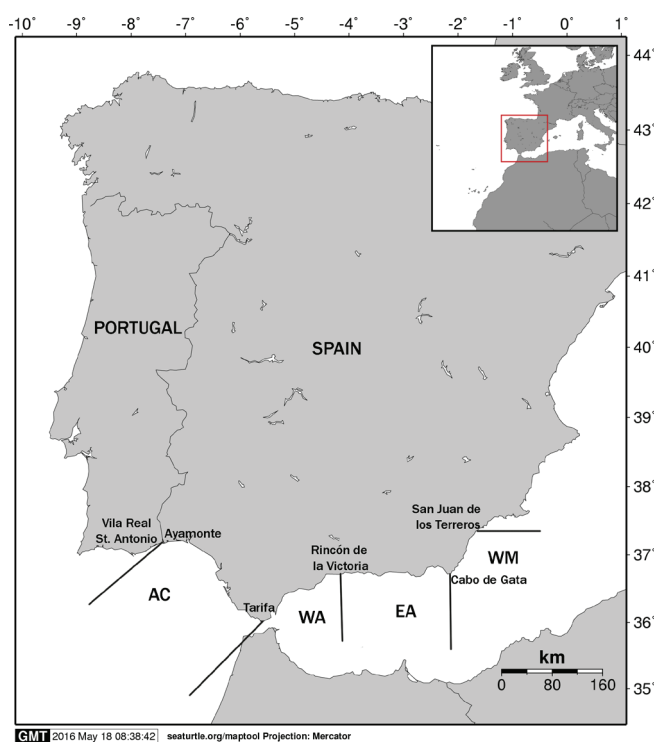 -10° -9° -8° -7° -6° -5° -4° -3° -2° -1° 0° 1°
44°
43°
42°
41°
PORTUGAL
40°
SPAIN
39°
38°
San Juan de
los Terreros
Vila Real
St. Antonio
Ayamonte
37°
Rincón de
la Victoria
WM
Cabo de Gata
AC
Tarifa
WA
EA
36°
km
0 80 160
35°
GMT 2016 May 18 08:38:42 seaturtle.org/maptool Projection: Mercator